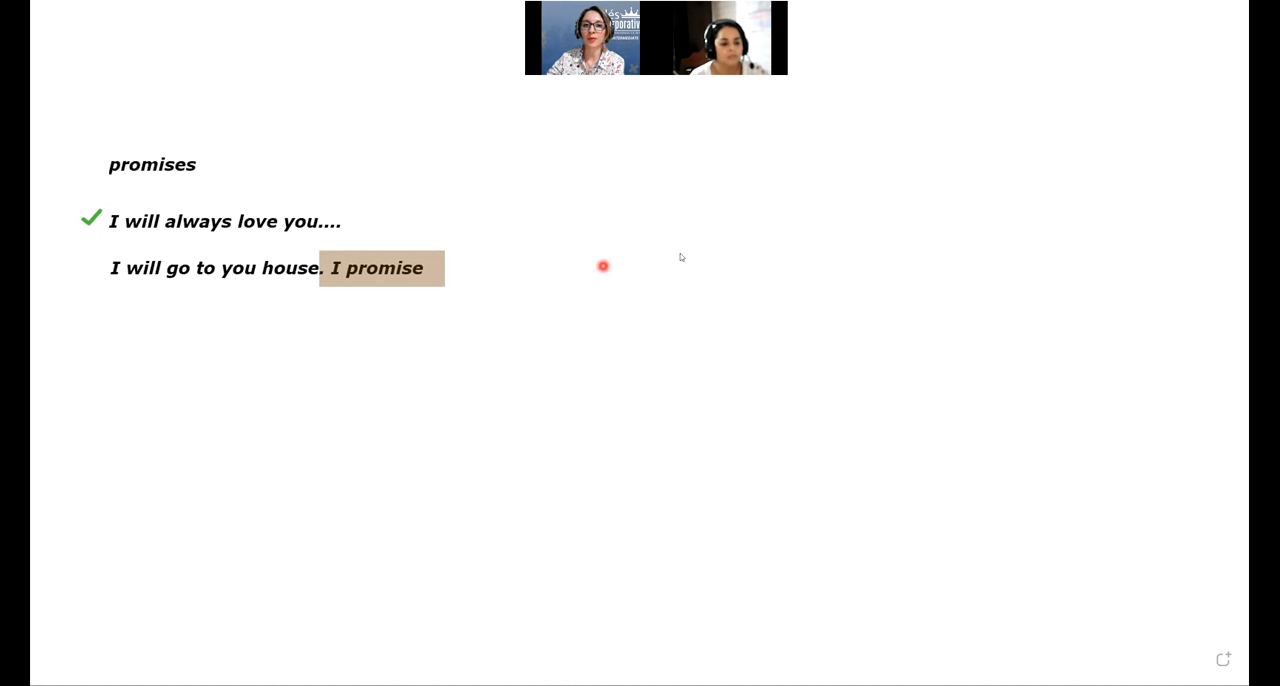 promises
I will always love you....
I will go to you house. I promise